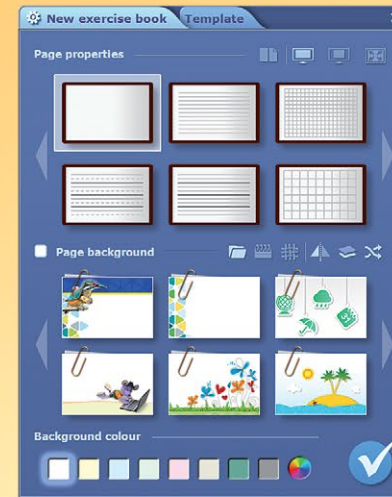 New exercise book Template
Page properties
Page background
Background colour